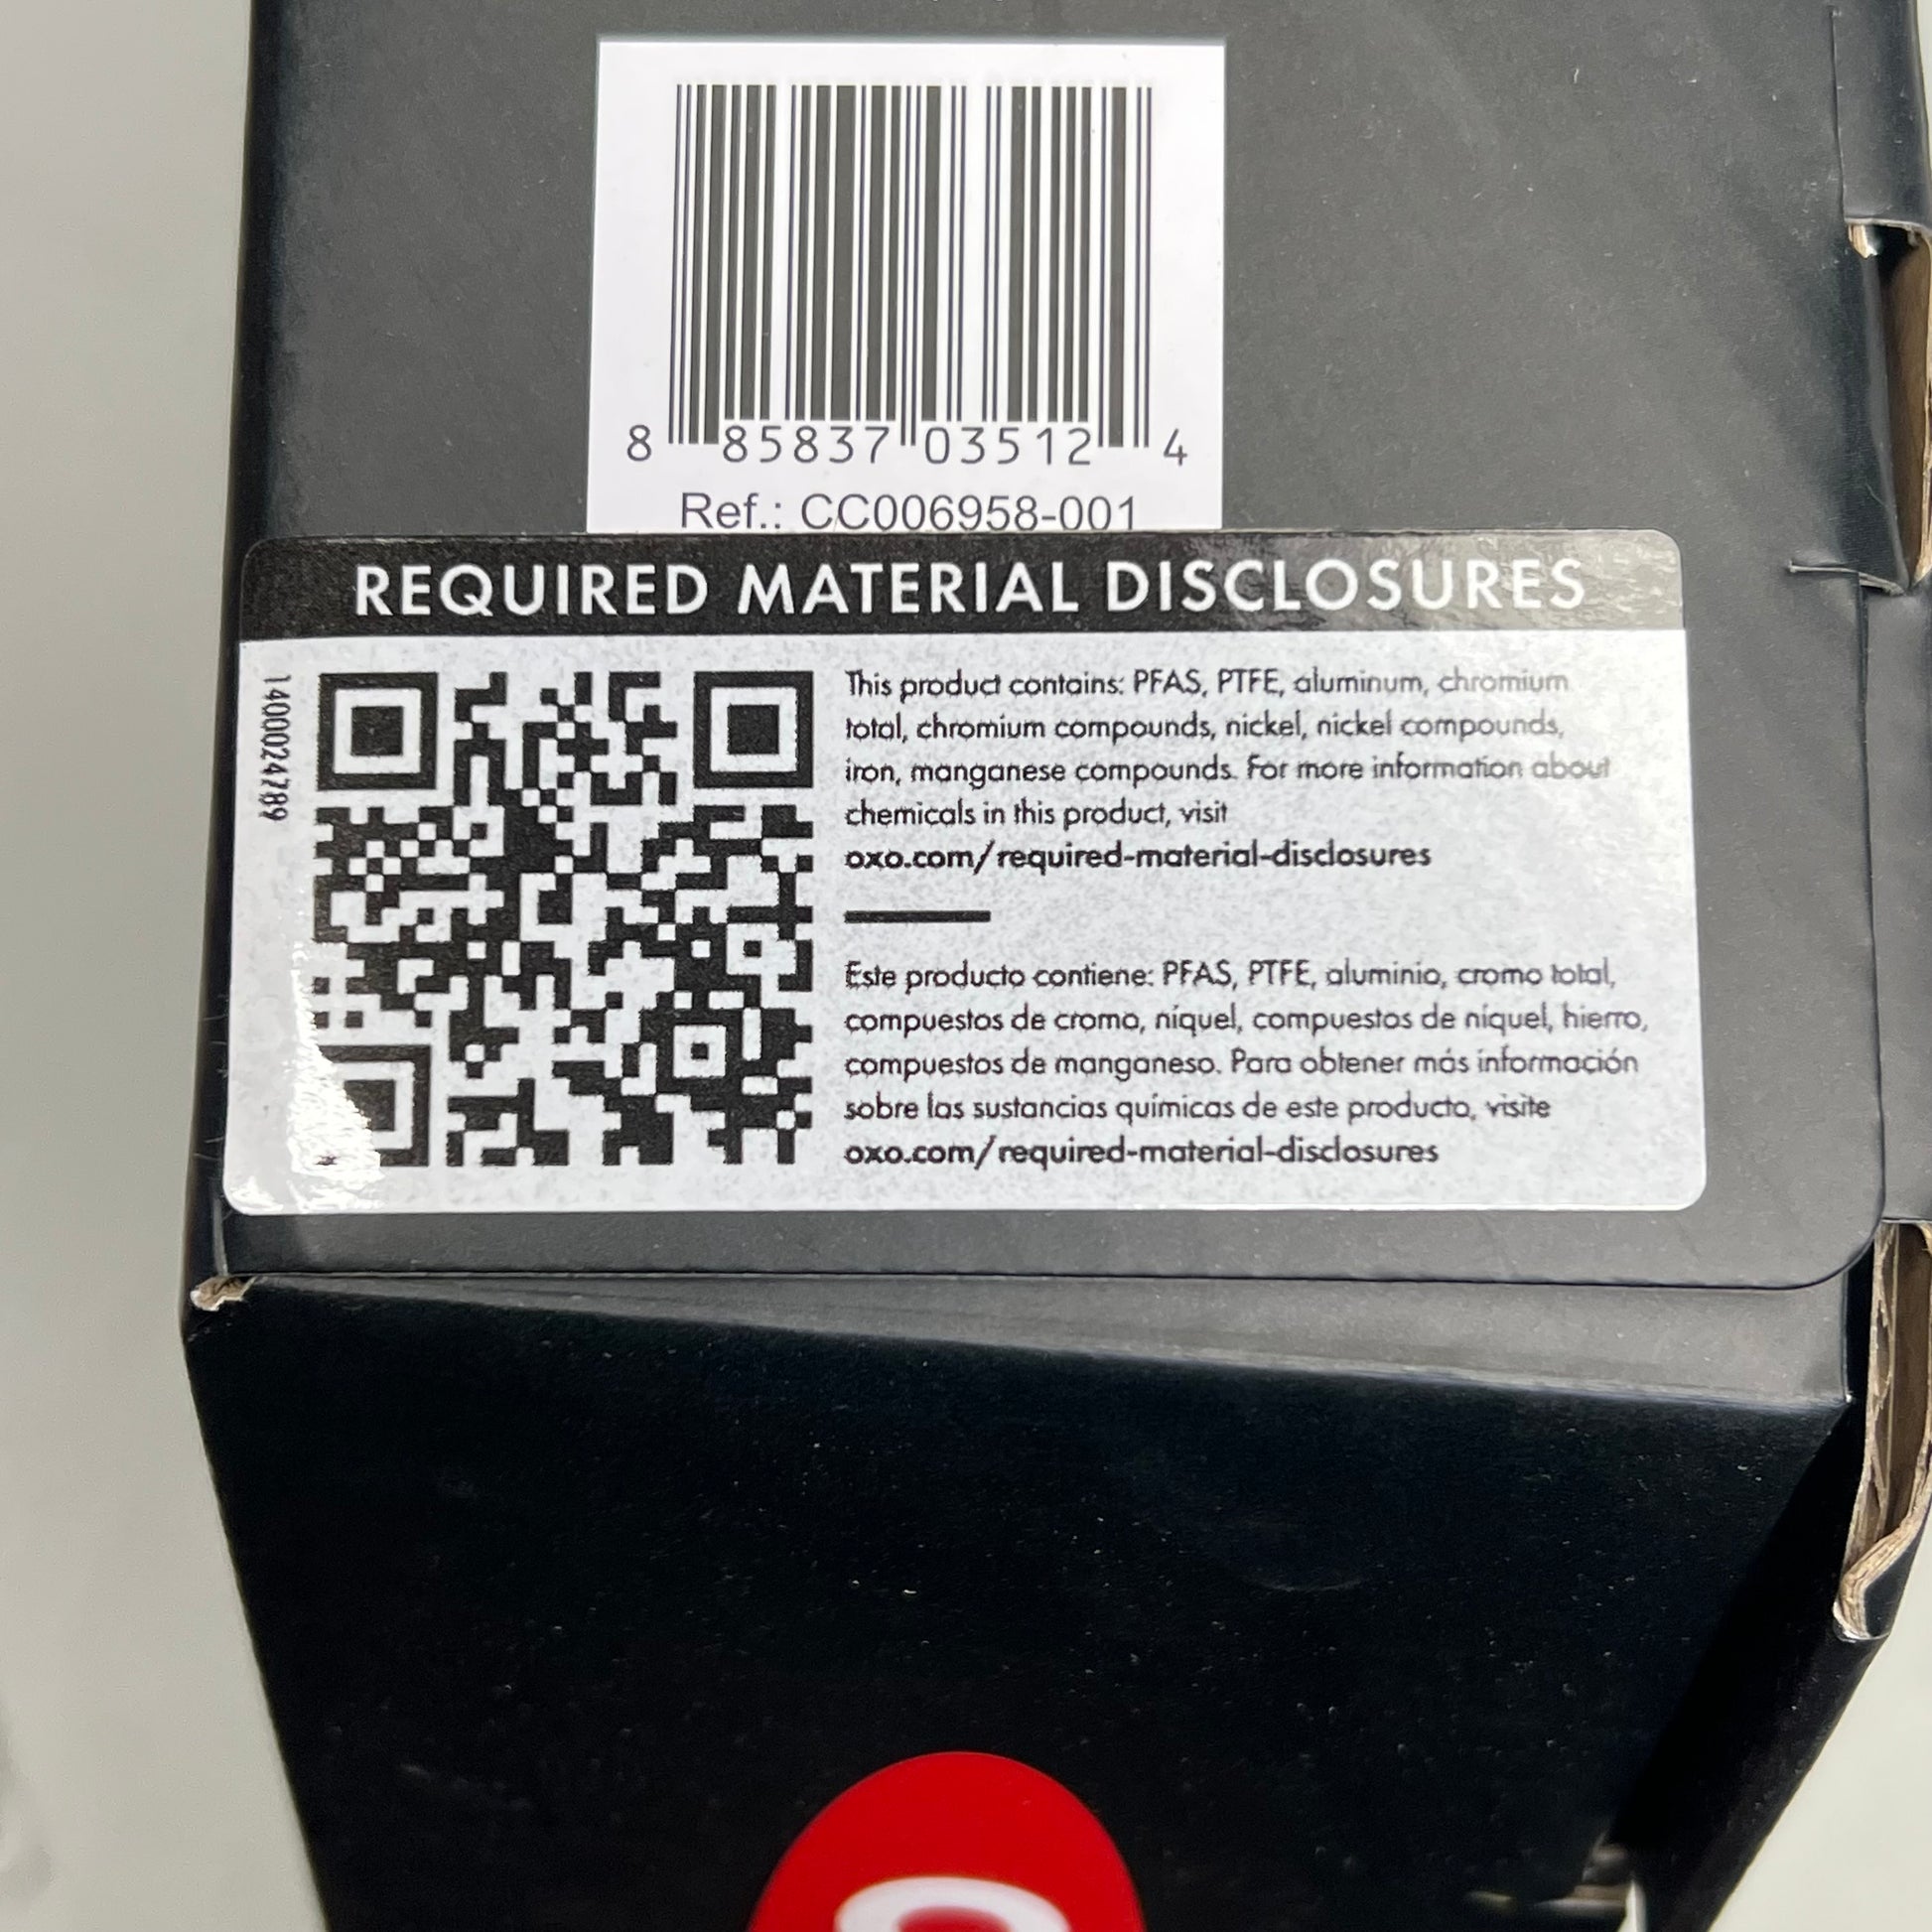 8 85837 03512 4
Ref.: CC006958-001
REQUIRED MATERIAL DISCLOSURES
1400024789
This product contains: PFAS, PTFE, aluminum, chromium
total, chromium compounds, nickel, nickel compounds,
iron, manganese compounds. For more information about
chemicals in this product, visit
oxo.com/required-material-disclosures
Este producto contiene: PFAS, PTFE, aluminio, cromo total,
compuestos de cromo, níquel, compuestos de níquel, hierro,
compuestos de manganeso. Para obtener más información
sobre las sustancias químicas de este producto, visite
oxo.com/required-material-disclosures